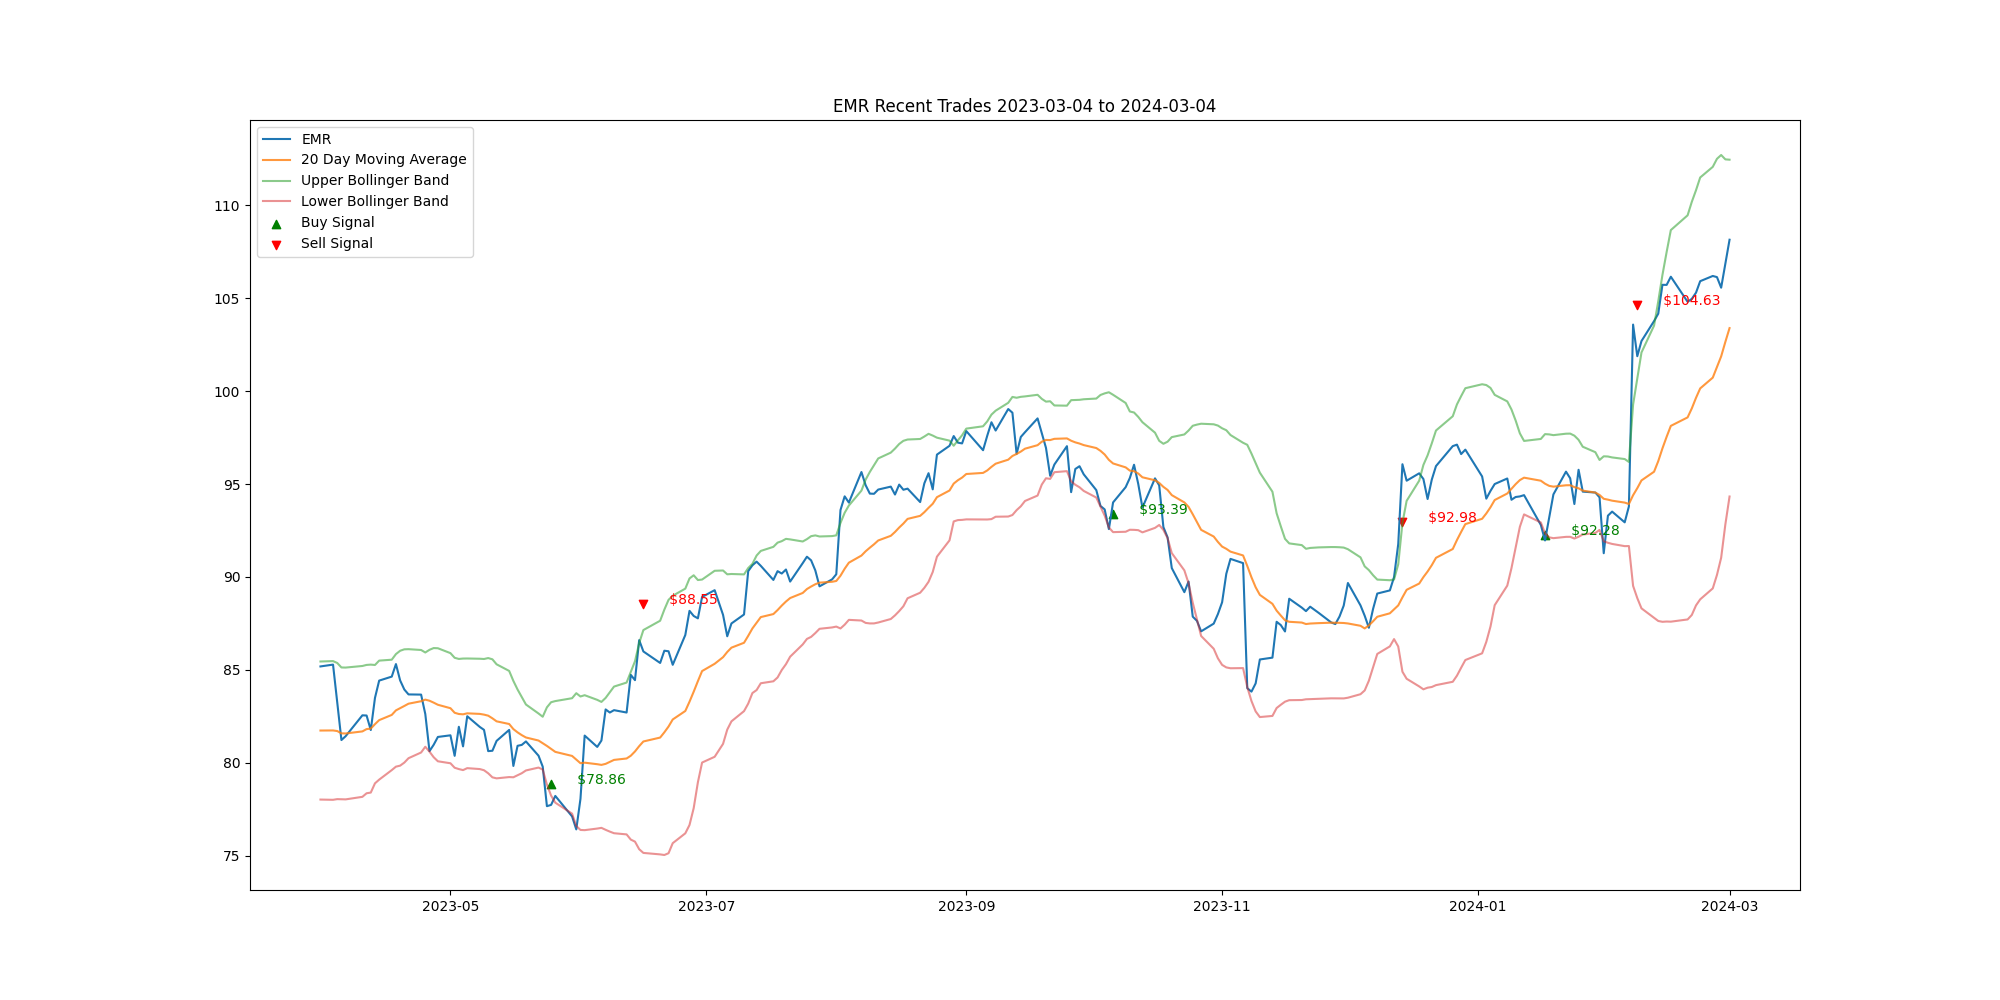 EMR Recent Trades 2023-03-04 to 2024-03-04
EMR
20 Day Moving Average
Upper Bollinger Band
Lower Bollinger Band
Buy Signal
Sell Signal
110
105
100
95
90
85
80
75
$104.63
$93.39
$92.98
$92.28
$88.55
$78.86
2023-05
2023-07
2023-09
2023-11
2024-01
2024-03